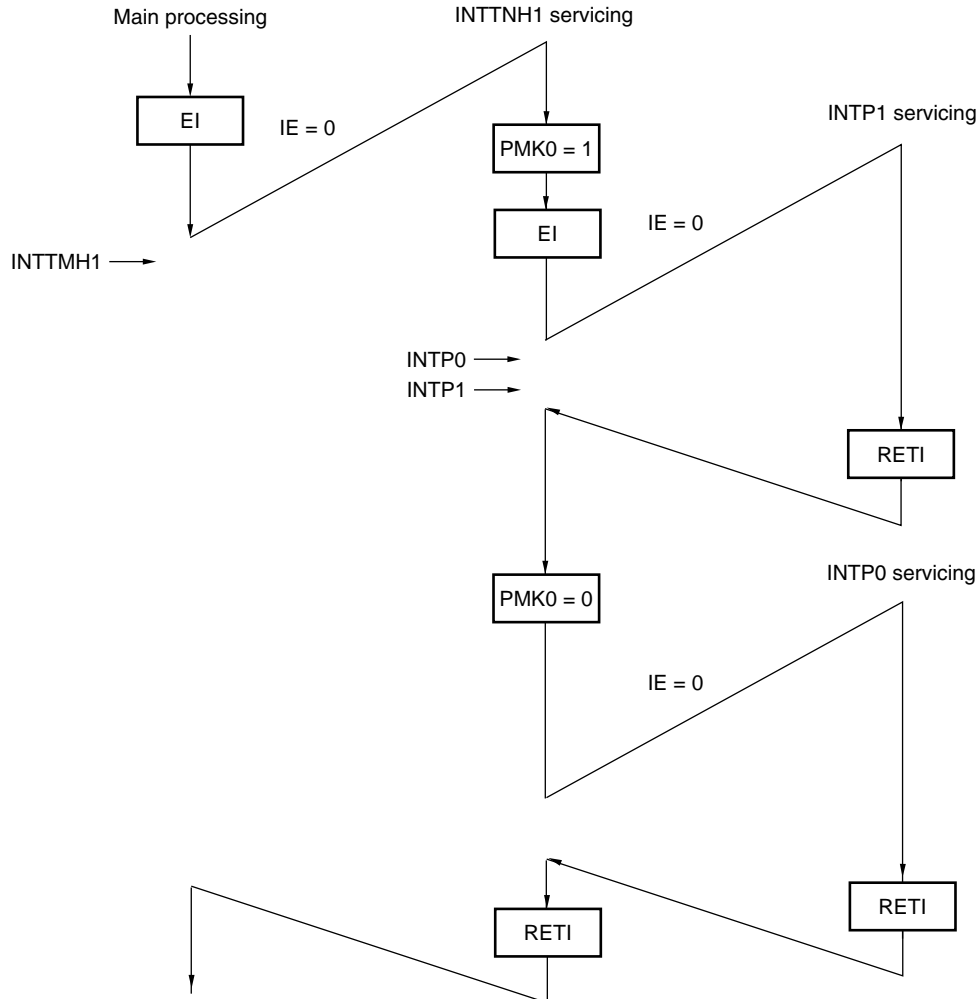 Main processing
INTTNH1 servicing
EI
IE = 0
PMK0 = 1
INTP1 servicing
EI
IE = 0
INTTMH1
INTP0
INTP1
RETI
PMK0 = 0
INTP0 servicing
IE = 0
RETI
RETI